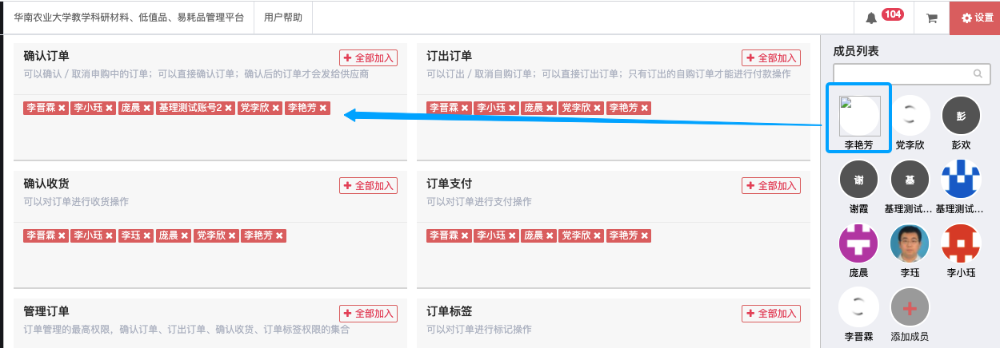 华南农业大学教学科研材料、低值品、易耗品管理平台 用户帮助 104 设置
确认订单 全部加入
可以确认 / 取消申购中的订单；可以直接确认订单；确认后的订单才会发给供应商
李晋霖 李小珏 庞晨 基理测试账号2 党李欣 李艳芳
订出订单 全部加入
可以订出 / 取消自购订单；可以直接订出订单；只有订出的自购订单才能进行付款操作
李晋霖 李小珏 庞晨 党李欣 李艳芳
确认收货 全部加入
可以对订单进行收货操作
李晋霖 李小珏 李珏 庞晨 党李欣 李艳芳
订单支付 全部加入
可以对订单进行支付操作
李晋霖 李小珏 庞晨 党李欣 李艳芳
管理订单 全部加入
订单管理的最高权限，确认订单、订出订单、确认收货、订单标签权限的集合
订单标签 全部加入
可以对订单进行标记操作
成员列表
彭
李艳芳 党李欣 彭欢
谢 基
谢霞 基理测试... 基理测试...
庞晨 李珏 李小珏
李晋霖 添加成员